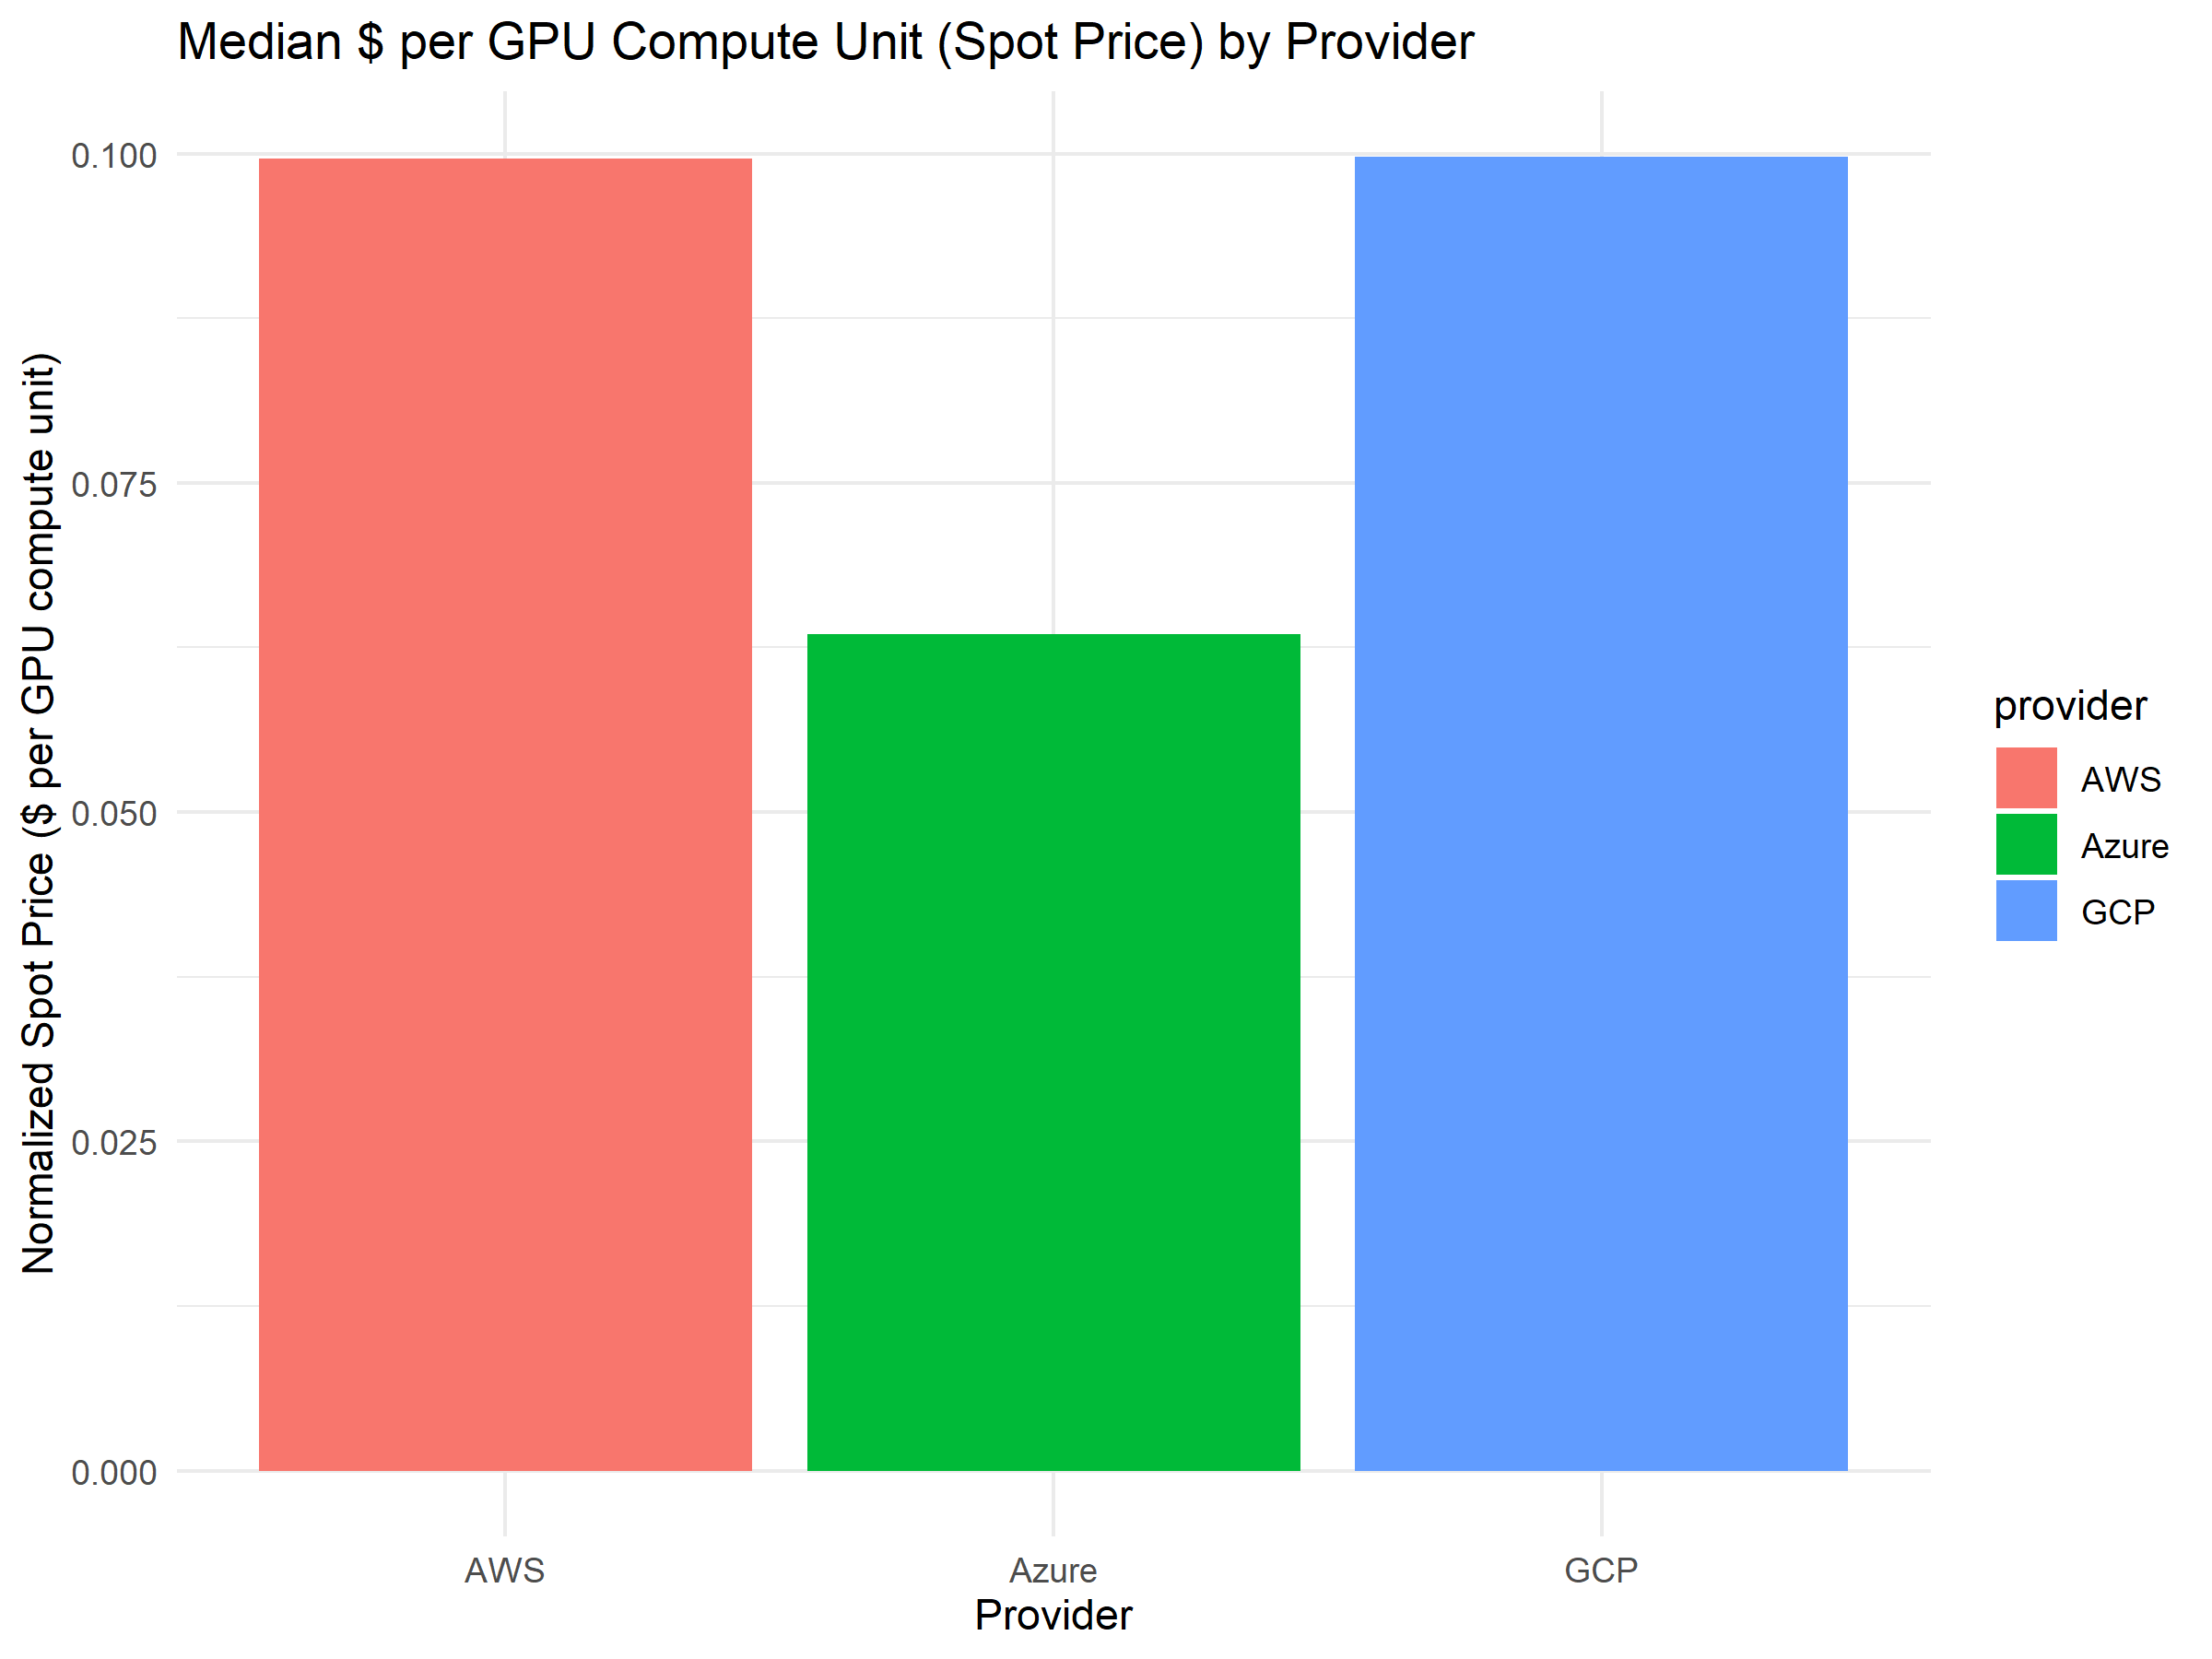 Median $ per GPU Compute Unit (Spot Price) by Provider
Normalized Spot Price ($ per GPU compute unit)
0.100
0.075
0.050
0.025
0.000
AWS
Azure
GCP
Provider
provider
AWS
Azure
GCP